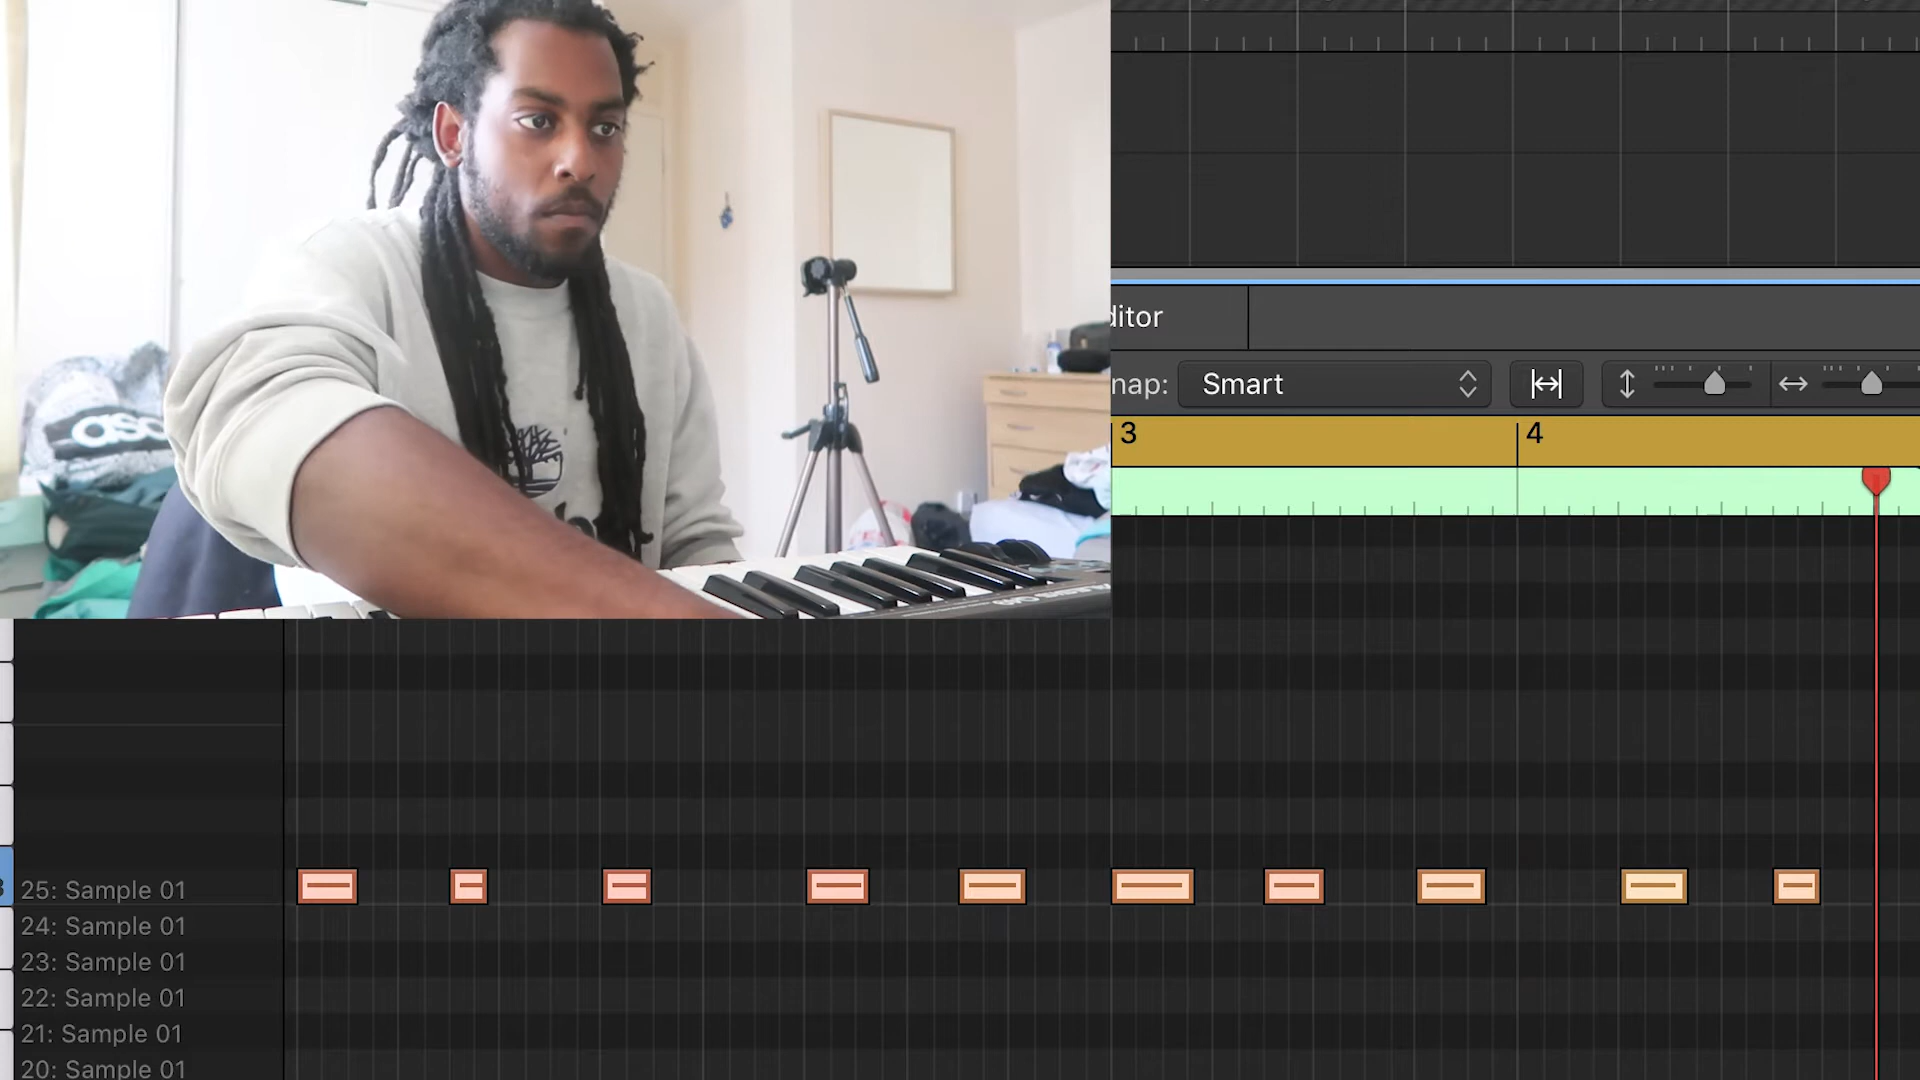 ditor
nap: Smart
3 4
25: Sample 01
24: Sample 01
23: Sample 01
22: Sample 01
21: Sample 01
20: Sample 01